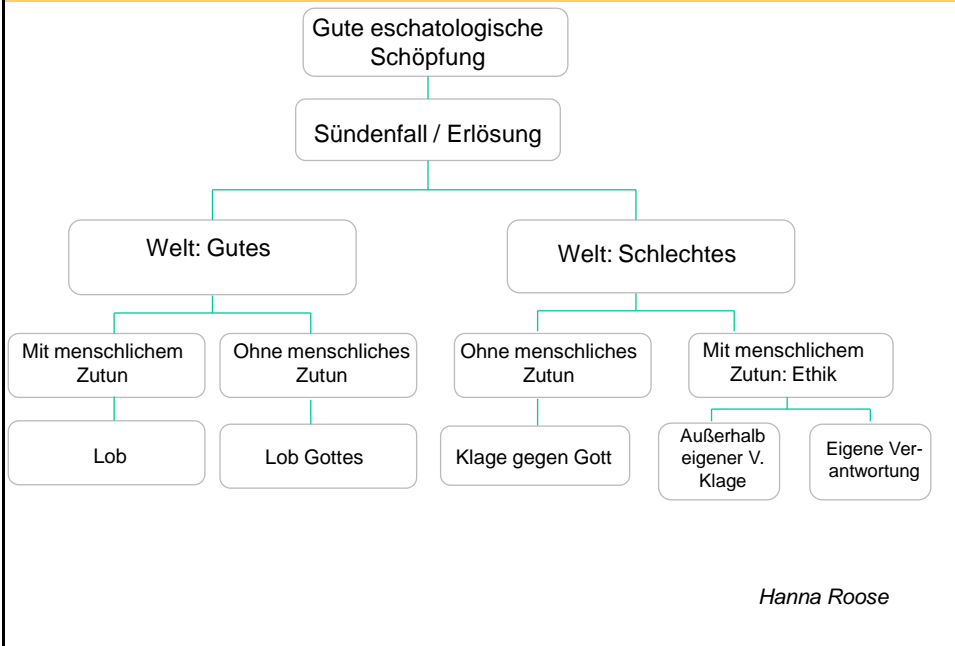 Gute eschatologische
Schöpfung
Sündenfall / Erlösung
Welt: Gutes
Welt: Schlechtes
Mit menschlichem
Zutun
Ohne menschliches
Zutun
Ohne menschliches
Zutun
Mit menschlichem
Zutun: Ethik
Lob
Lob Gottes
Klage gegen Gott
Außerhalb
eigener V.
Klage
Eigene Ver-
antwortung
Hanna Roose